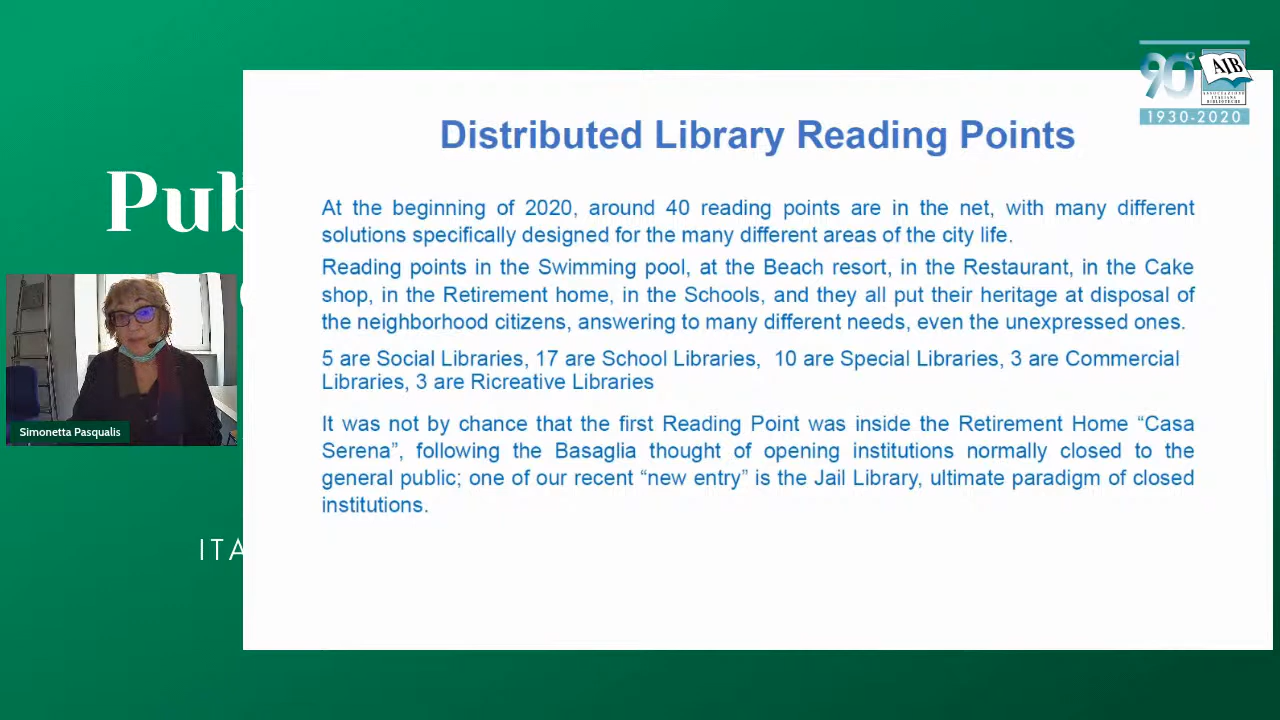 90°
AIB
ASSOCIAZIONE
ITALIANA
BIBLIOTECHE
1930-2020
Distributed Library Reading Points
At the beginning of 2020, around 40 reading points are in the net, with many different
solutions specifically designed for the many different areas of the city life.
Reading points in the Swimming pool, at the Beach resort, in the Restaurant, in the Cake
shop, in the Retirement home, in the Schools, and they all put their heritage at disposal of
the neighborhood citizens, answering to many different needs, even the unexpressed ones.
5 are Social Libraries, 17 are School Libraries, 10 are Special Libraries, 3 are Commercial
Libraries, 3 are Ricreative Libraries
It was not by chance that the first Reading Point was inside the Retirement Home “Casa
Serena”, following the Basaglia thought of opening institutions normally closed to the
general public; one of our recent “new entry” is the Jail Library, ultimate paradigm of closed
institutions.
Pub
Simonetta Pasqualis
ITA